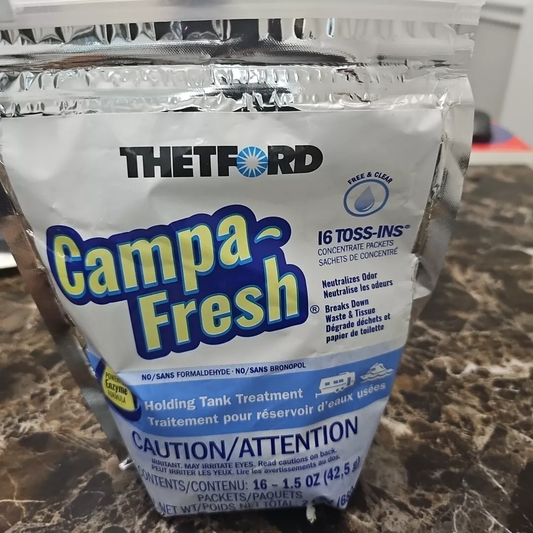 THETFORD
FREE & CLEAR
16 TOSS-INS®
CONCENTRATE PACKETS
SACHETS DE CONCENTRÉ
Campa-
Fresh®
Neutralizes Odor
Neutralise les odeurs
Breaks Down
Waste & Tissue
Dégrade déchets et
papier de toilette
NO/SANS FORMALDEHYDE · NO/SANS BRONOPOL
Enzyme
Holding Tank Treatment
Traitement pour réservoir d'eaux usées
CAUTION/ATTENTION
IRRITANT. MAY IRRITATE EYES. Read cautions on back.
PEUT IRRITER LES YEUX. Lire les avertissements au dos.
CONTENTS/CONTENU: 16 – 1.5 OZ (42,5
PACKETS/PAQUETS
NET WT/POIDS NET TOTAL: